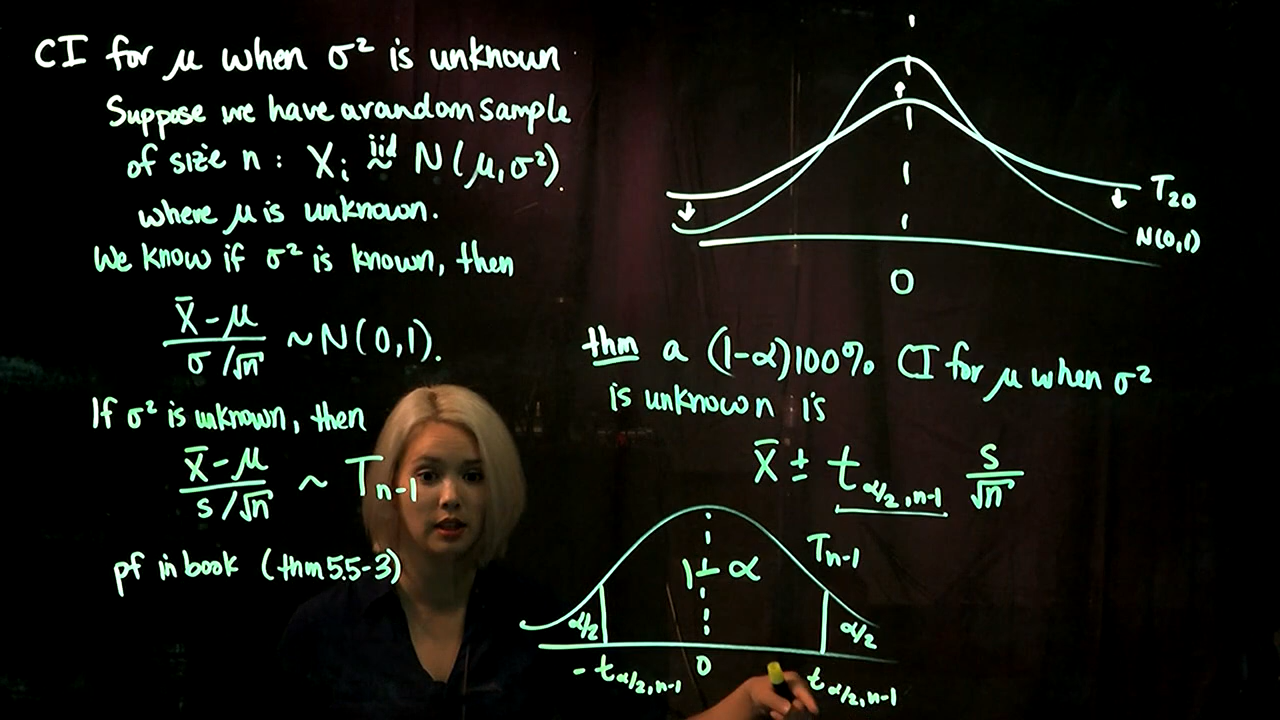 CI for μ when σ² is unknown
Suppose we have a random sample
of size n : Xᵢ iid~ N(μ,σ²).
where μ is unknown.
We know if σ² is known, then
X̄-μ / σ/√n ~ N(0,1).
If σ² is unknown, then
X̄-μ / s/√n ~ Tₙ₋₁
pf in book (thm 5.5-3)
T₂₀
N(0,1)
0
thm a (1-α)100% CI for μ when σ²
is unknown is
X̄ ± t_α/2,n-1 s/√n
Tₙ₋₁
1-α
α/2 α/2
-t_α/2,n-1 0 t_α/2,n-1